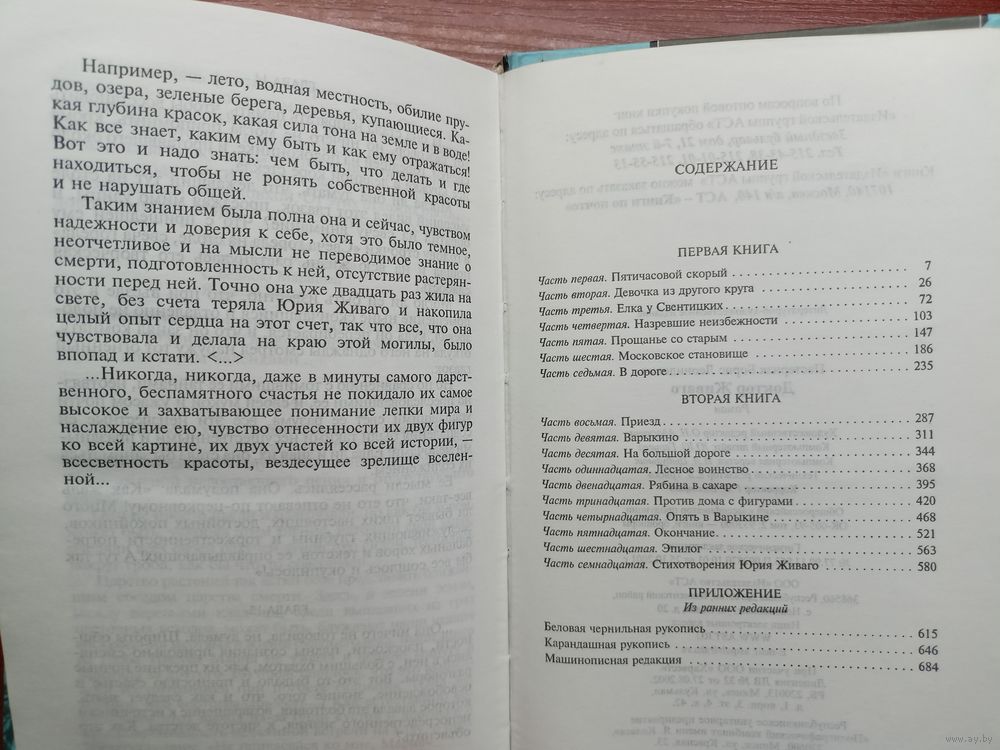 Например, — лето, водная местность, обилие пру-
дов, озера, зеленые берега, деревья, купающиеся. Ка-
кая глубина красок, какая сила тона на земле и в воде!
Как все знает, каким ему быть и как ему отражаться!
Вот это и надо знать: чем быть, что делать и где
находиться, чтобы не ронять собственной красоты
и не нарушать общей.
Таким знанием была полна она и сейчас, чувством
надежности и доверия к себе, хотя это было темное,
неотчетливое и на мысли не переводимое знание о
смерти, подготовленность к ней, отсутствие растерян-
ности перед ней. Точно она уже двадцать раз жила на
свете, без счета теряла Юрия Живаго и накопила
целый опыт сердца на этот счет, так что все, что она
чувствовала и делала на краю этой могилы, было
впопад и кстати. <...>
...Никогда, никогда, даже в минуты самого дарст-
венного, беспамятного счастья не покидало их самое
высокое и захватывающее понимание лепки мира и
наслаждение ею, чувство отнесенности их двух фигур
ко всей картине, их двух участей ко всей истории, —
всесветность красоты, вездесущее зрелище вселен-
ной...
СОДЕРЖАНИЕ
ПЕРВАЯ КНИГА
Часть первая. Пятичасовой скорый 7
Часть вторая. Девочка из другого круга 26
Часть третья. Елка у Свентицких 72
Часть четвертая. Назревшие неизбежности 103
Часть пятая. Прощанье со старым 147
Часть шестая. Московское становище 186
Часть седьмая. В дороге 235
ВТОРАЯ КНИГА
Часть восьмая. Приезд 287
Часть девятая. Варыкино 311
Часть десятая. На большой дороге 344
Часть одиннадцатая. Лесное воинство 368
Часть двенадцатая. Рябина в сахаре 395
Часть тринадцатая. Против дома с фигурами 420
Часть четырнадцатая. Опять в Варыкине 468
Часть пятнадцатая. Окончание 521
Часть шестнадцатая. Эпилог 563
Часть семнадцатая. Стихотворения Юрия Живаго 580
ПРИЛОЖЕНИЕ
Из ранних редакций
Беловая чернильная рукопись 615
Карандашная рукопись 646
Машинописная редакция 684
www.ay.by